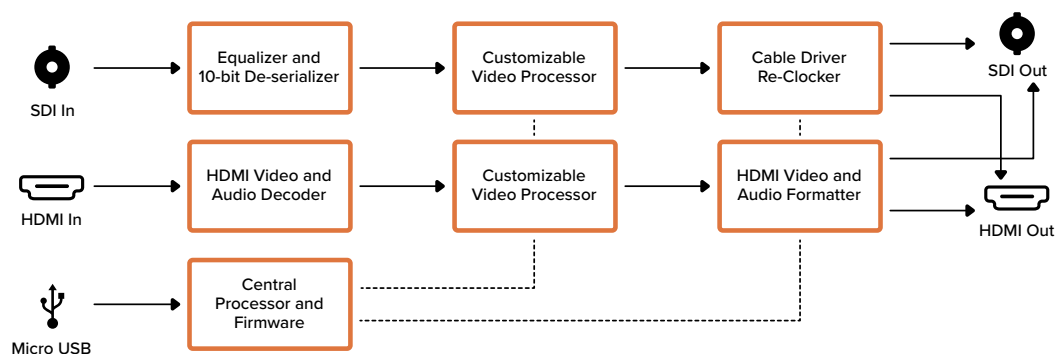 SDI In
Equalizer and
10-bit De-serializer
Customizable
Video Processor
Cable Driver
Re-Clocker
SDI Out
HDMI In
HDMI Video and
Audio Decoder
Customizable
Video Processor
HDMI Video and
Audio Formatter
HDMI Out
Micro USB
Central
Processor and
Firmware